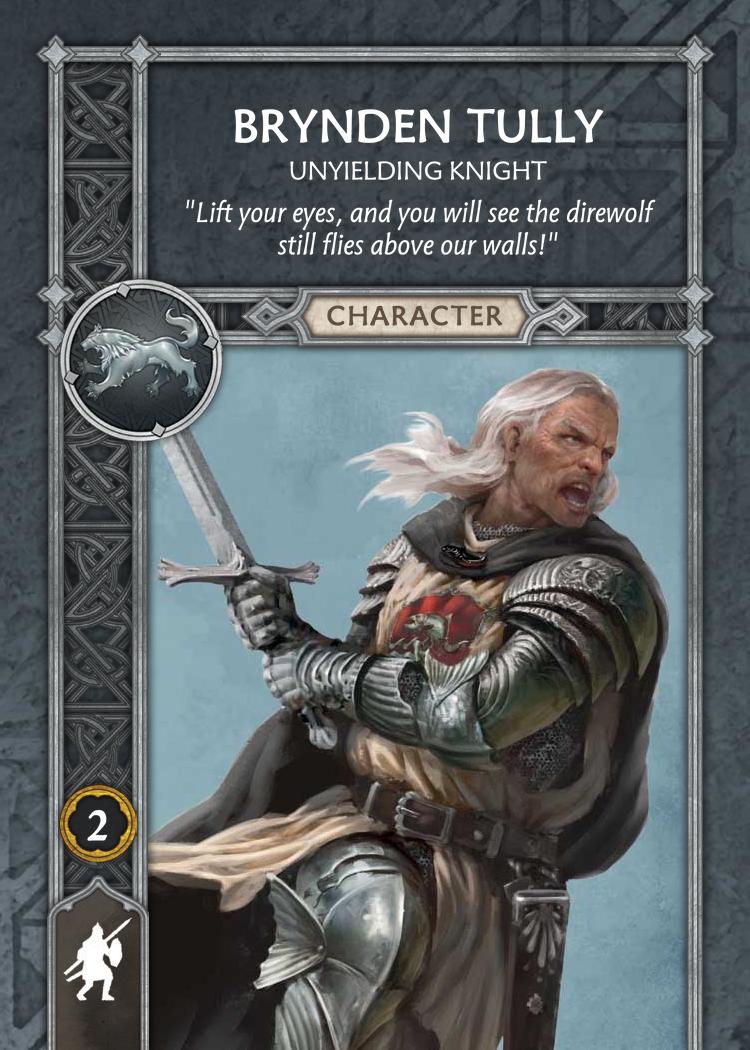 BRYNDEN TULLY
UNYIELDING KNIGHT
"Lift your eyes, and you will see the direwolf
still flies above our walls!"
CHARACTER
2